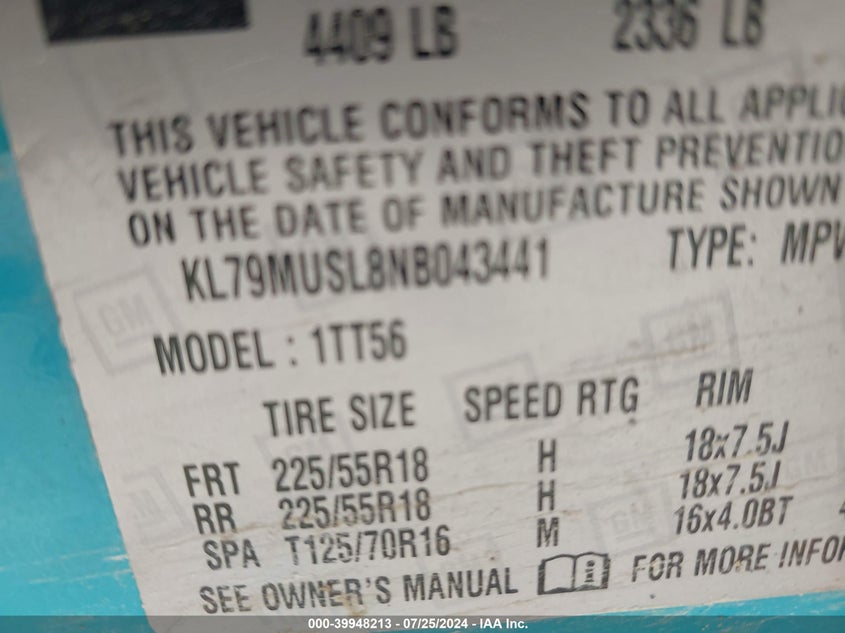 4409 LB 2336 LB
THIS VEHICLE CONFORMS TO ALL APPLIC
VEHICLE SAFETY AND THEFT PREVENTIO
ON THE DATE OF MANUFACTURE SHOWN
KL79MUSL8NB043441 TYPE: MPV
MODEL : 1TT56
TIRE SIZE SPEED RTG RIM
FRT 225/55R18 H 18x7.5J
RR 225/55R18 H 18x7.5J
SPA T125/70R16 M 16x4.0BT
SEE OWNER'S MANUAL FOR MORE INFOR
000-39948213 - 07/25/2024 - IAA Inc.